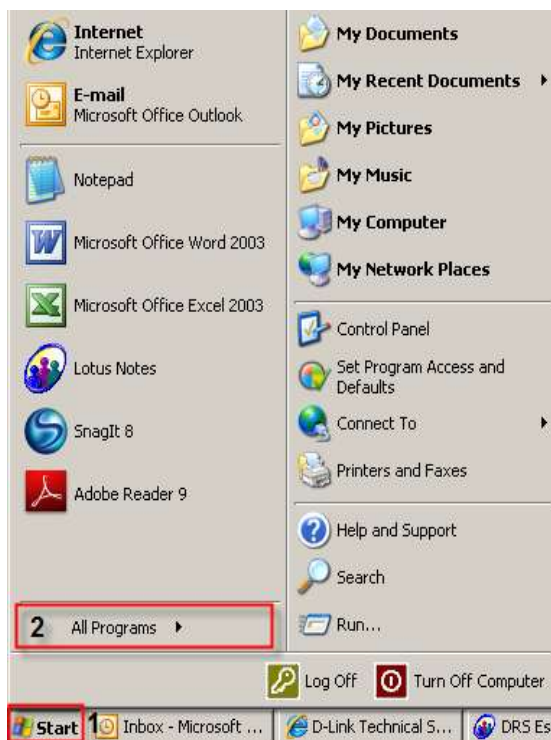 Internet
Internet Explorer
E-mail
Microsoft Office Outlook
Notepad
Microsoft Office Word 2003
Microsoft Office Excel 2003
Lotus Notes
SnagIt 8
Adobe Reader 9
2 All Programs
My Documents
My Recent Documents
My Pictures
My Music
My Computer
My Network Places
Control Panel
Set Program Access and
Defaults
Connect To
Printers and Faxes
Help and Support
Search
Run...
Log Off Turn Off Computer
Start 1 Inbox - Microsoft ... D-Link Technical S... DRS Es